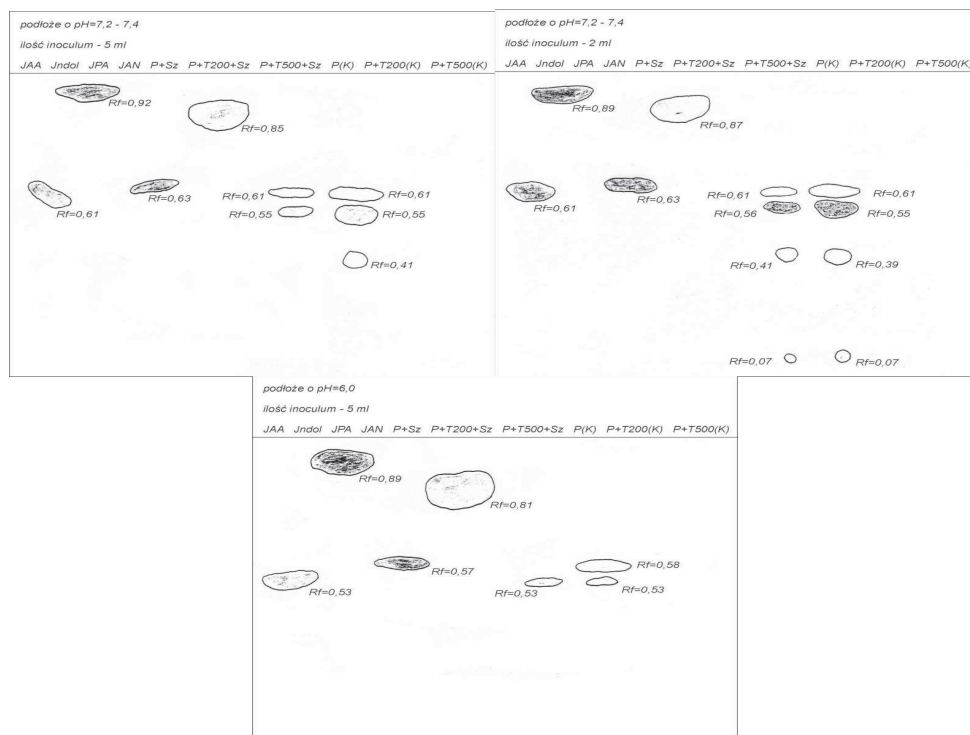 podłoże o pH=7,2 - 7,4
ilość inoculum - 5 ml
JAA Jndol JPA JAN P+Sz P+T200+Sz P+T500+Sz P(K) P+T200(K) P+T500(K)
Rf=0,92
Rf=0,85
Rf=0,61
Rf=0,63
Rf=0,61
Rf=0,61
Rf=0,55
Rf=0,55
Rf=0,41
podłoże o pH=7,2 - 7,4
ilość inoculum - 2 ml
JAA Jndol JPA JAN P+Sz P+T200+Sz P+T500+Sz P(K) P+T200(K) P+T500(K)
Rf=0,89
Rf=0,87
Rf=0,61
Rf=0,63
Rf=0,61
Rf=0,61
Rf=0,56
Rf=0,55
Rf=0,41
Rf=0,39
Rf=0,07
Rf=0,07
podłoże o pH=6,0
ilość inoculum - 5 ml
JAA Jndol JPA JAN P+Sz P+T200+Sz P+T500+Sz P(K) P+T200(K) P+T500(K)
Rf=0,89
Rf=0,81
Rf=0,57
Rf=0,58
Rf=0,53
Rf=0,53
Rf=0,53